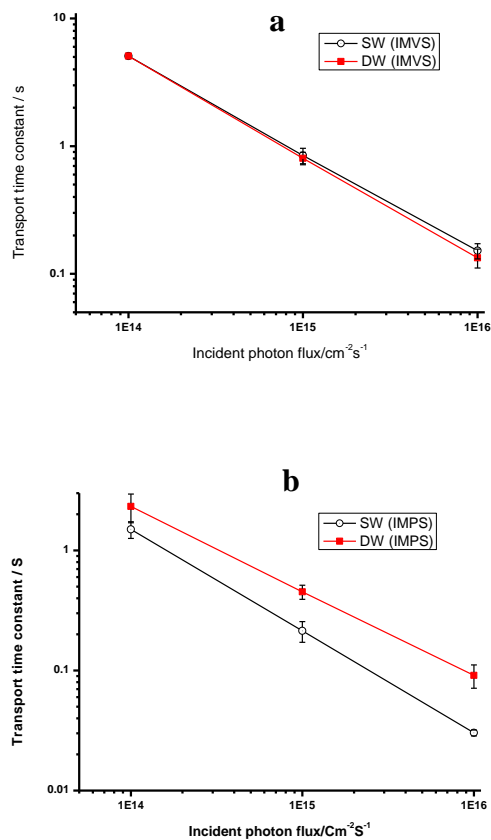 a
SW (IMVS)
DW (IMVS)
Transport time constant / s
10
1
0.1
1E14
1E15
1E16
Incident photon flux/cm⁻²s⁻¹
b
SW (IMPS)
DW (IMPS)
Transport time constant / S
1
0.1
0.01
1E14
1E15
1E16
Incident photon flux/Cm⁻²S⁻¹